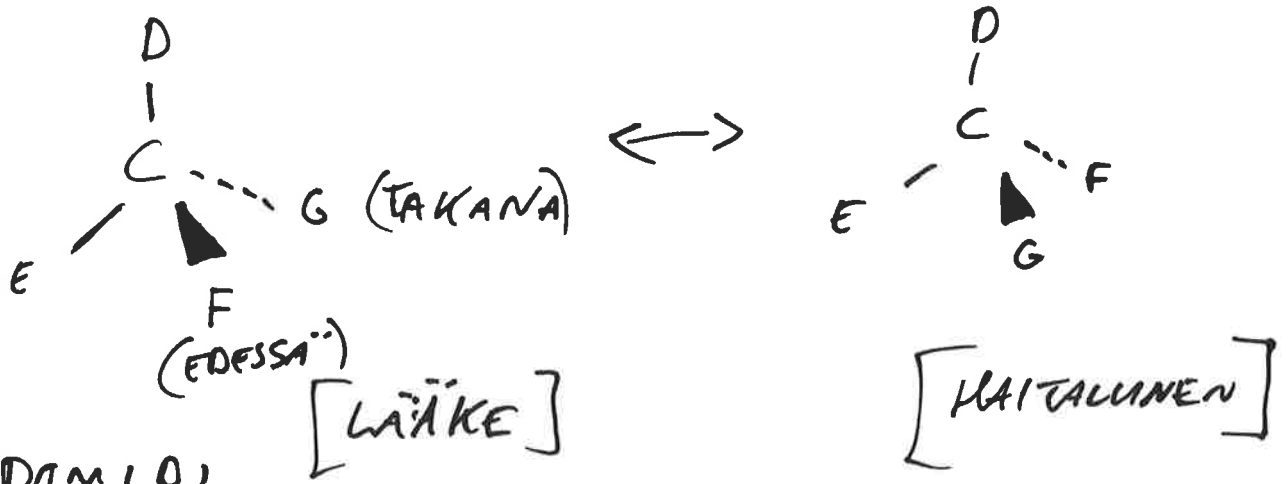 D D
C C
G (TAKANA) F
E E
F G
(EDESSÄ)
[LÄÄKE] [HAITALLINEN]